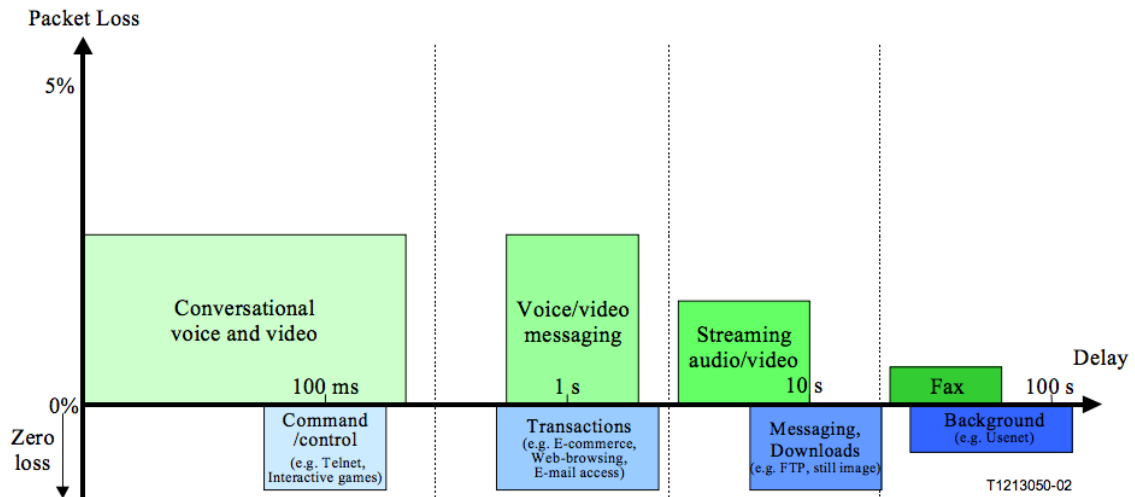 Packet Loss
5%
Conversational
voice and video
Voice/video
messaging
Streaming
audio/video
Delay
100 ms
1 s
10 s
Fax
100 s
0%
Zero
loss
Command
/control
(e.g. Telnet,
Interactive games)
Transactions
(e.g. E-commerce,
Web-browsing,
E-mail access)
Messaging,
Downloads
(e.g. FTP, still image)
Background
(e.g. Usenet)
T1213050-02